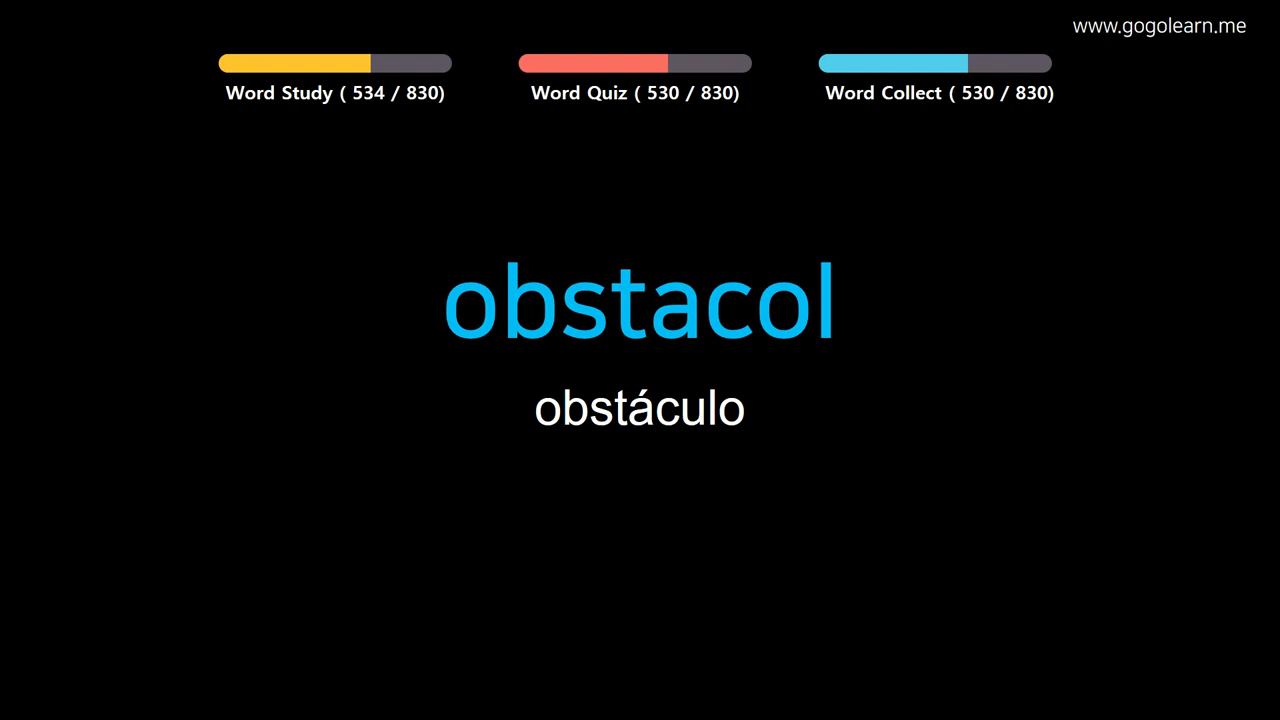 www.gogolearn.me
Word Study ( 534 / 830)
Word Quiz ( 530 / 830)
Word Collect ( 530 / 830)
obstacol
obstáculo